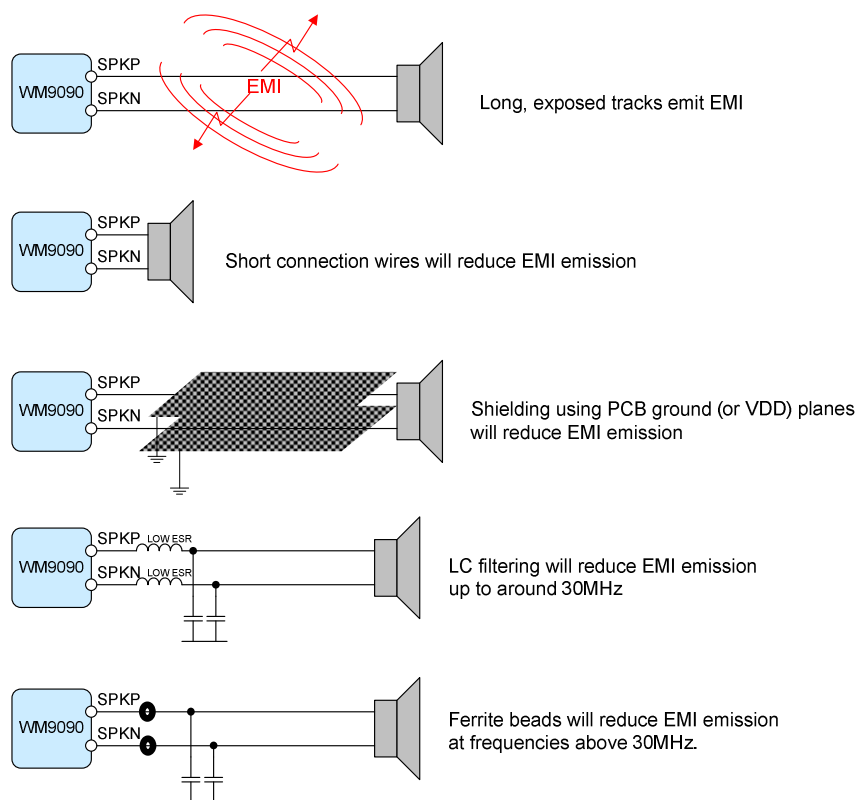 SPKP
WM9090
EMI
SPKN
Long, exposed tracks emit EMI
SPKP
WM9090
SPKN
Short connection wires will reduce EMI emission
SPKP
WM9090
SPKN
Shielding using PCB ground (or VDD) planes
will reduce EMI emission
SPKP LOW ESR
WM9090
SPKN LOW ESR
LC filtering will reduce EMI emission
up to around 30MHz
SPKP
WM9090
SPKN
Ferrite beads will reduce EMI emission
at frequencies above 30MHz.